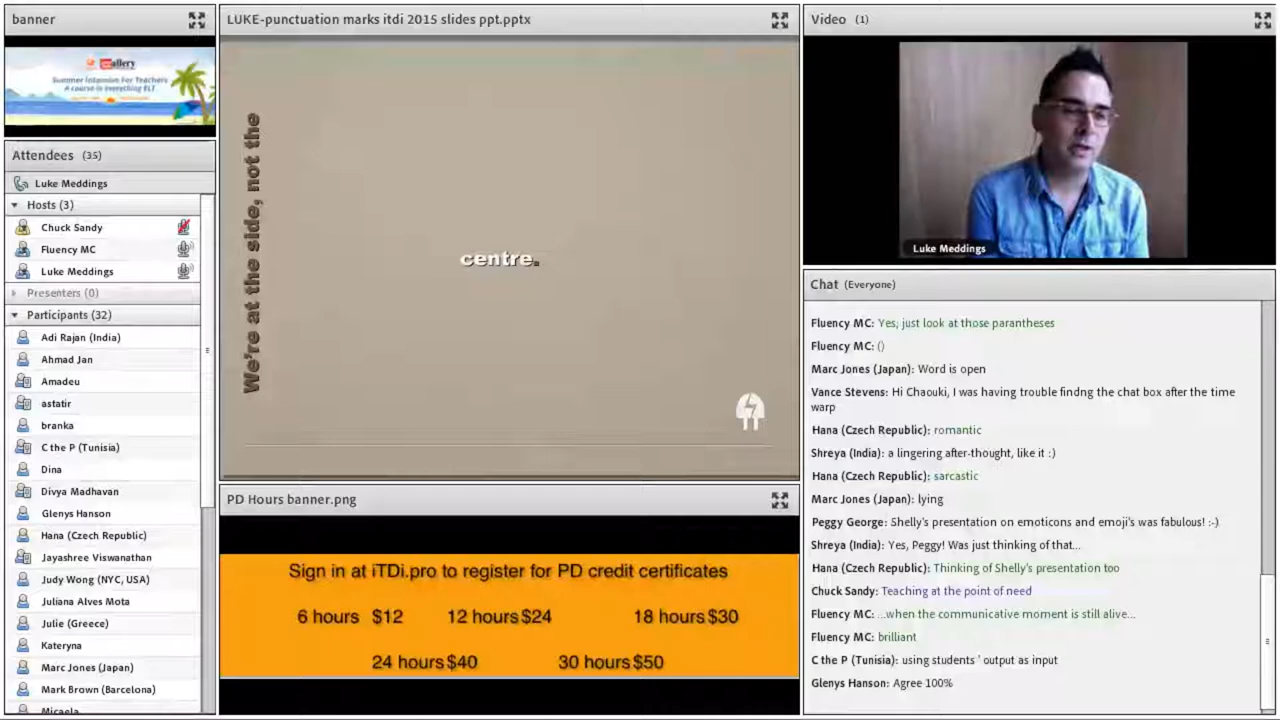 banner
allery
Summer Intensive For Teachers
A course in everything ELT
Attendees (35)
Luke Meddings
Hosts (3)
Chuck Sandy
Fluency MC
Luke Meddings
Presenters (0)
Participants (32)
Adi Rajan (India)
Ahmad Jan
Amadeu
astatir
branka
C the P (Tunisia)
Dina
Divya Madhavan
Glenys Hanson
Hana (Czech Republic)
Jayashree Viswanathan
Judy Wong (NYC, USA)
Juliana Alves Mota
Julie (Greece)
Kateryna
Marc Jones (Japan)
Mark Brown (Barcelona)
Micaela
LUKE-punctuation marks itdi 2015 slides ppt.pptx
We're at the side, not the
centre.
PD Hours banner.png
Sign in at iTDi.pro to register for PD credit certificates
6 hours $12 12 hours $24 18 hours $30
24 hours $40 30 hours $50
Video (1)
Luke Meddings
Chat (Everyone)
Fluency MC: Yes, just look at those parantheses
Fluency MC: ()
Marc Jones (Japan): Word is open
Vance Stevens: Hi Chaouki, I was having trouble findng the chat box after the time
warp
Hana (Czech Republic): romantic
Shreya (India): a lingering after-thought, like it :)
Hana (Czech Republic): sarcastic
Marc Jones (Japan): lying
Peggy George: Shelly's presentation on emoticons and emoji's was fabulous! :-)
Shreya (India): Yes, Peggy! Was just thinking of that...
Hana (Czech Republic): Thinking of Shelly's presentation too
Chuck Sandy: Teaching at the point of need
Fluency MC: ...when the communicative moment is still alive...
Fluency MC: brilliant
C the P (Tunisia): using students ' output as input
Glenys Hanson: Agree 100%